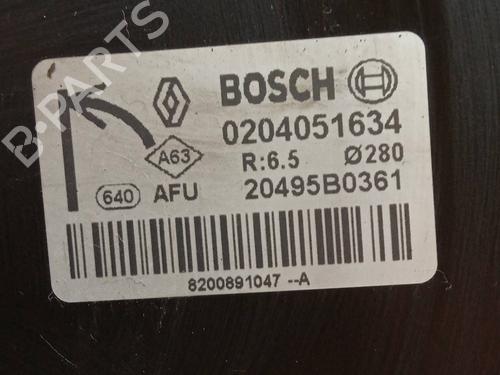 B-PARTS
BOSCH
0204051634
A63
R:6.5 Ø280
640 AFU 20495B0361
8200891047 --A